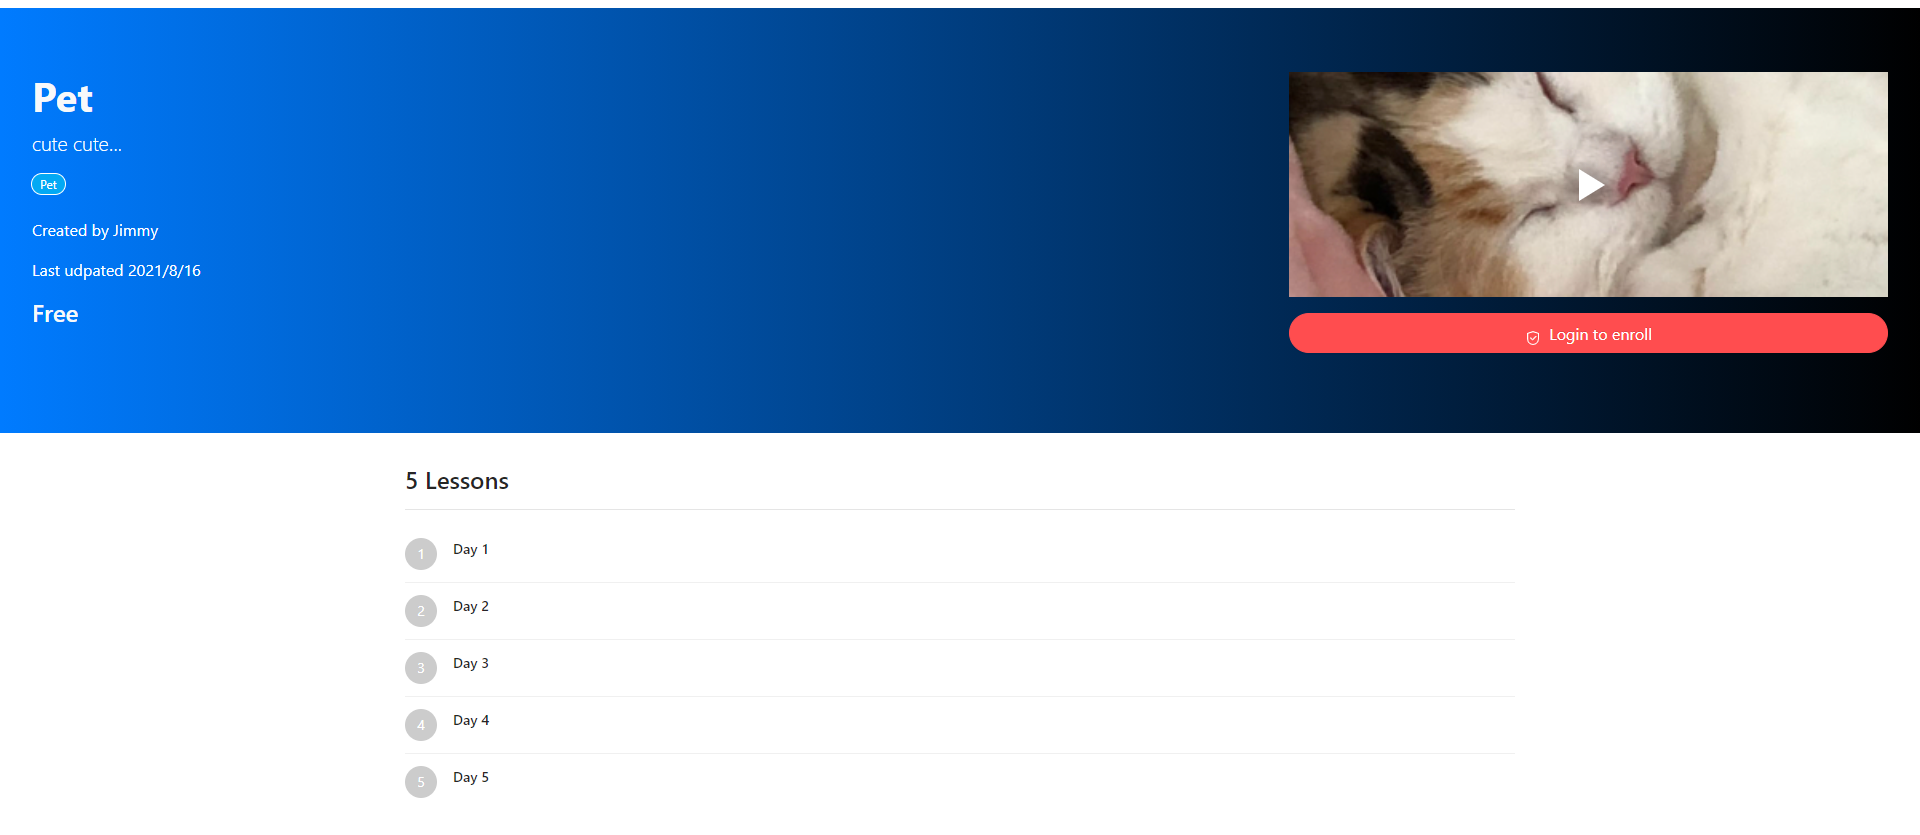 Pet
cute cute...
Pet
Created by Jimmy
Last udpated 2021/8/16
Free
Login to enroll
5 Lessons
1 Day 1
2 Day 2
3 Day 3
4 Day 4
5 Day 5